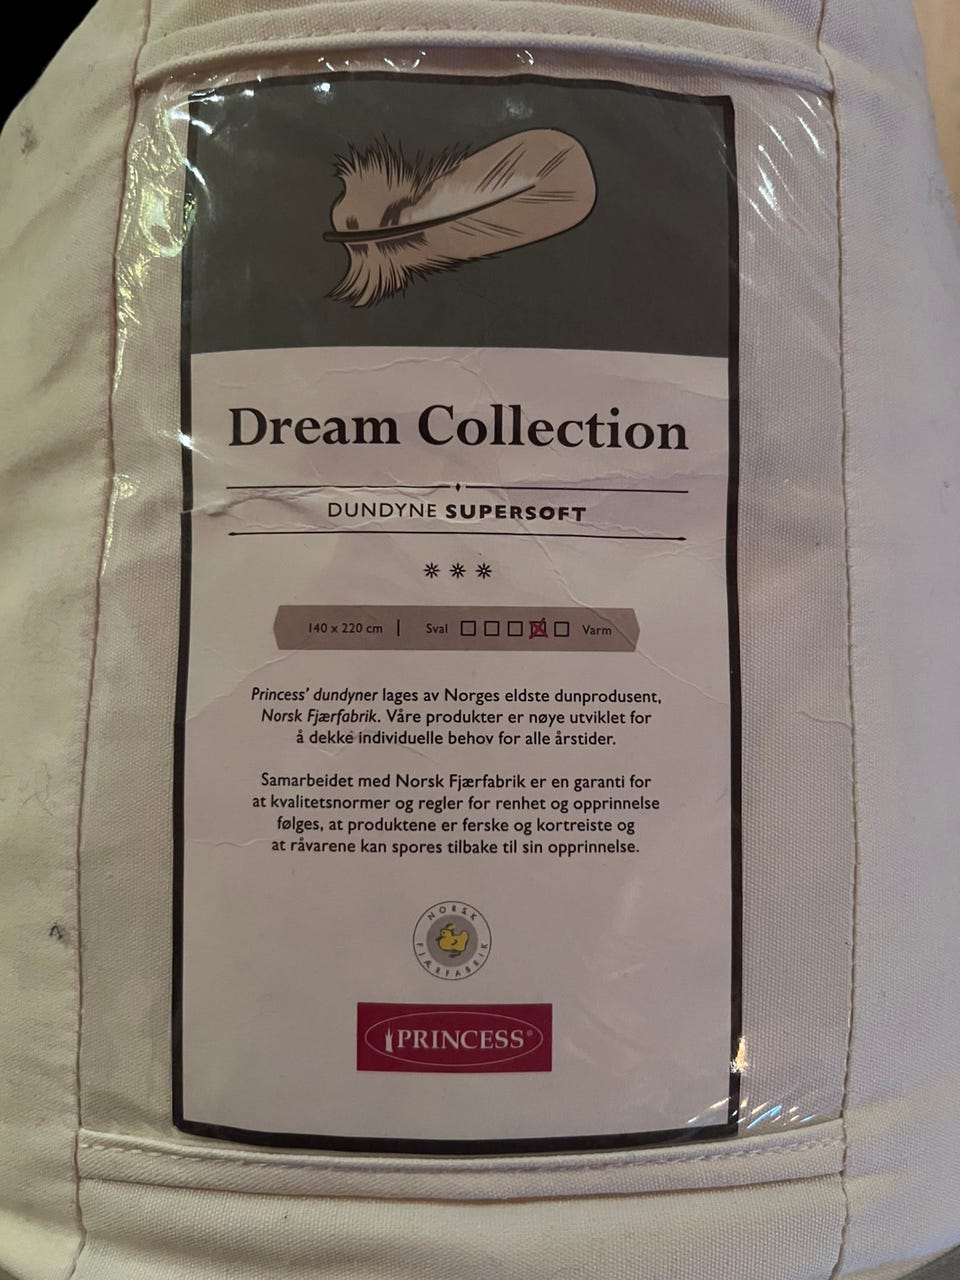 Dream Collection
DUNDYNE SUPERSOFT
140 x 220 cm | Sval □ □ □ ☒ □ Varm
Princess’ dundyner lages av Norges eldste dunprodusent,
Norsk Fjærfabrik. Våre produkter er nøye utviklet for
å dekke individuelle behov for alle årstider.
Samarbeidet med Norsk Fjærfabrik er en garanti for
at kvalitetsnormer og regler for renhet og opprinnelse
følges, at produktene er ferske og kortreiste og
at råvarene kan spores tilbake til sin opprinnelse.
NORSK FJÆRFABRIK
PRINCESS®